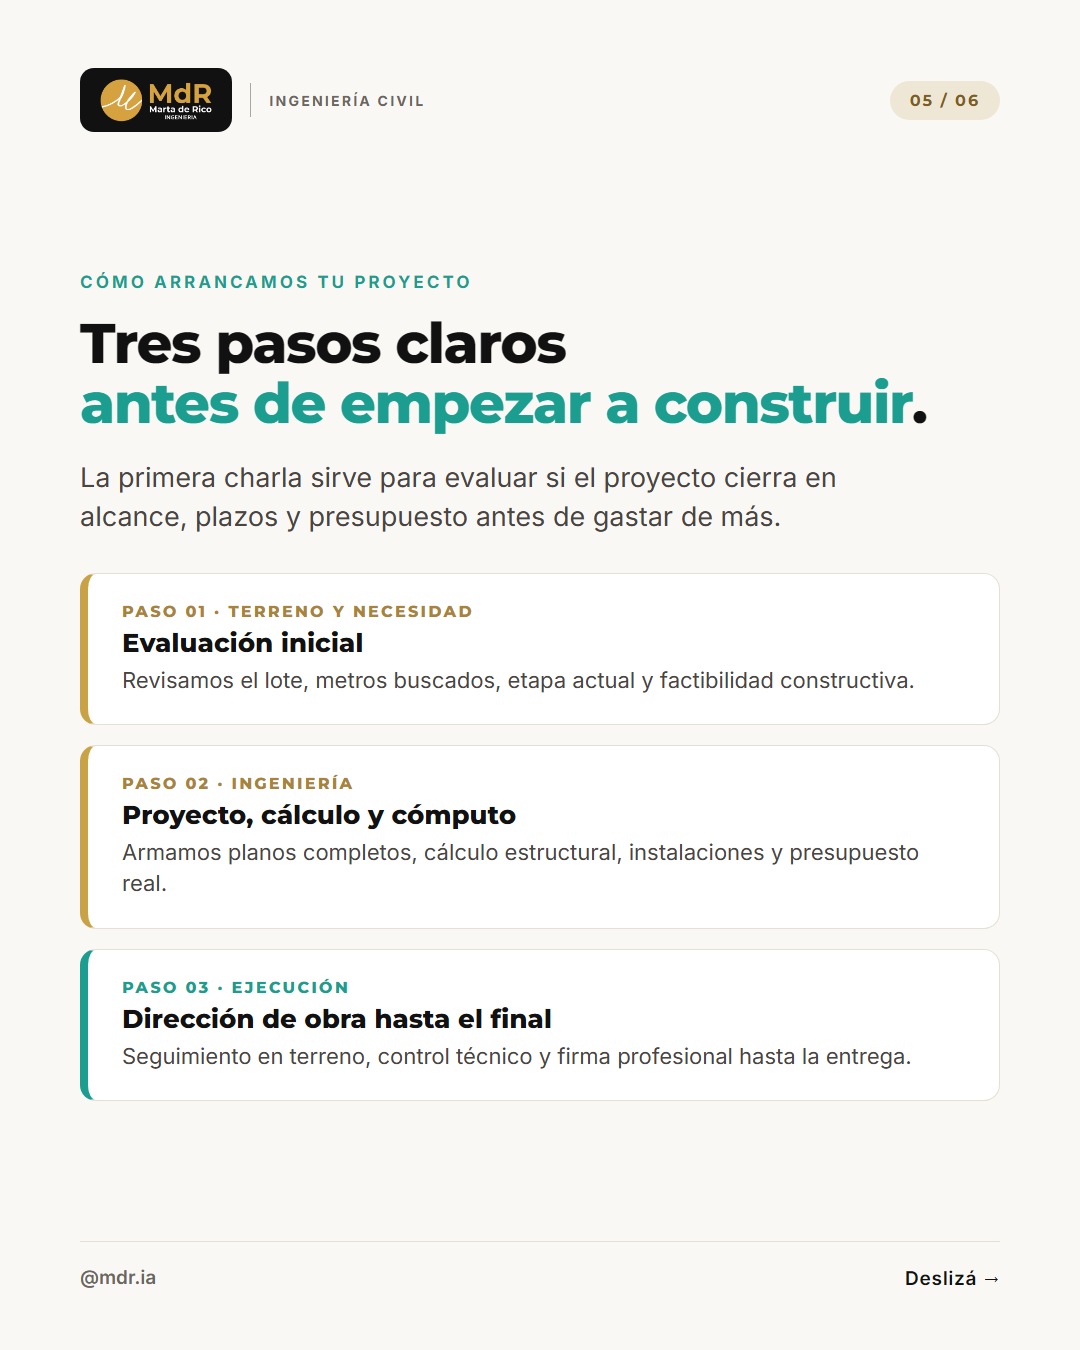 MdR
Marta de Rico
INGENIERIA
INGENIERÍA CIVIL
05 / 06
CÓMO ARRANCAMOS TU PROYECTO
Tres pasos claros
antes de empezar a construir.
La primera charla sirve para evaluar si el proyecto cierra en
alcance, plazos y presupuesto antes de gastar de más.
PASO 01 · TERRENO Y NECESIDAD
Evaluación inicial
Revisamos el lote, metros buscados, etapa actual y factibilidad constructiva.
PASO 02 · INGENIERÍA
Proyecto, cálculo y cómputo
Armamos planos completos, cálculo estructural, instalaciones y presupuesto
real.
PASO 03 · EJECUCIÓN
Dirección de obra hasta el final
Seguimiento en terreno, control técnico y firma profesional hasta la entrega.
@mdr.ia
Deslizá →